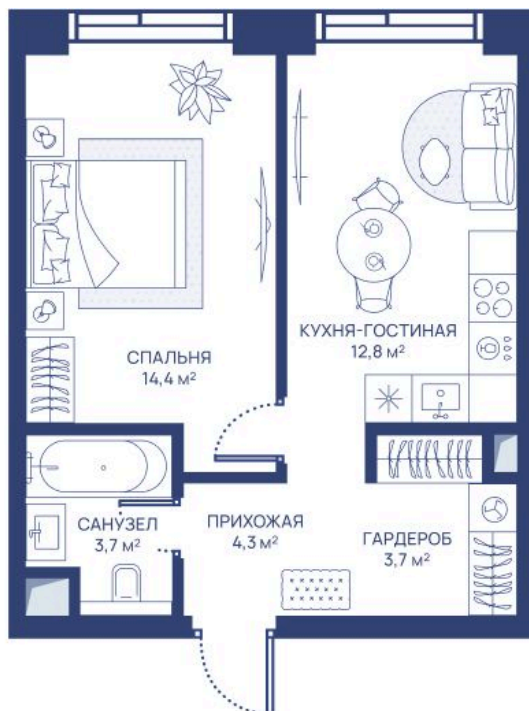 СПАЛЬНЯ
14,4 м²
КУХНЯ-ГОСТИНАЯ
12,8 м²
САНУЗЕЛ
3,7 м²
ПРИХОЖАЯ
4,3 м²
ГАРДЕРОБ
3,7 м²